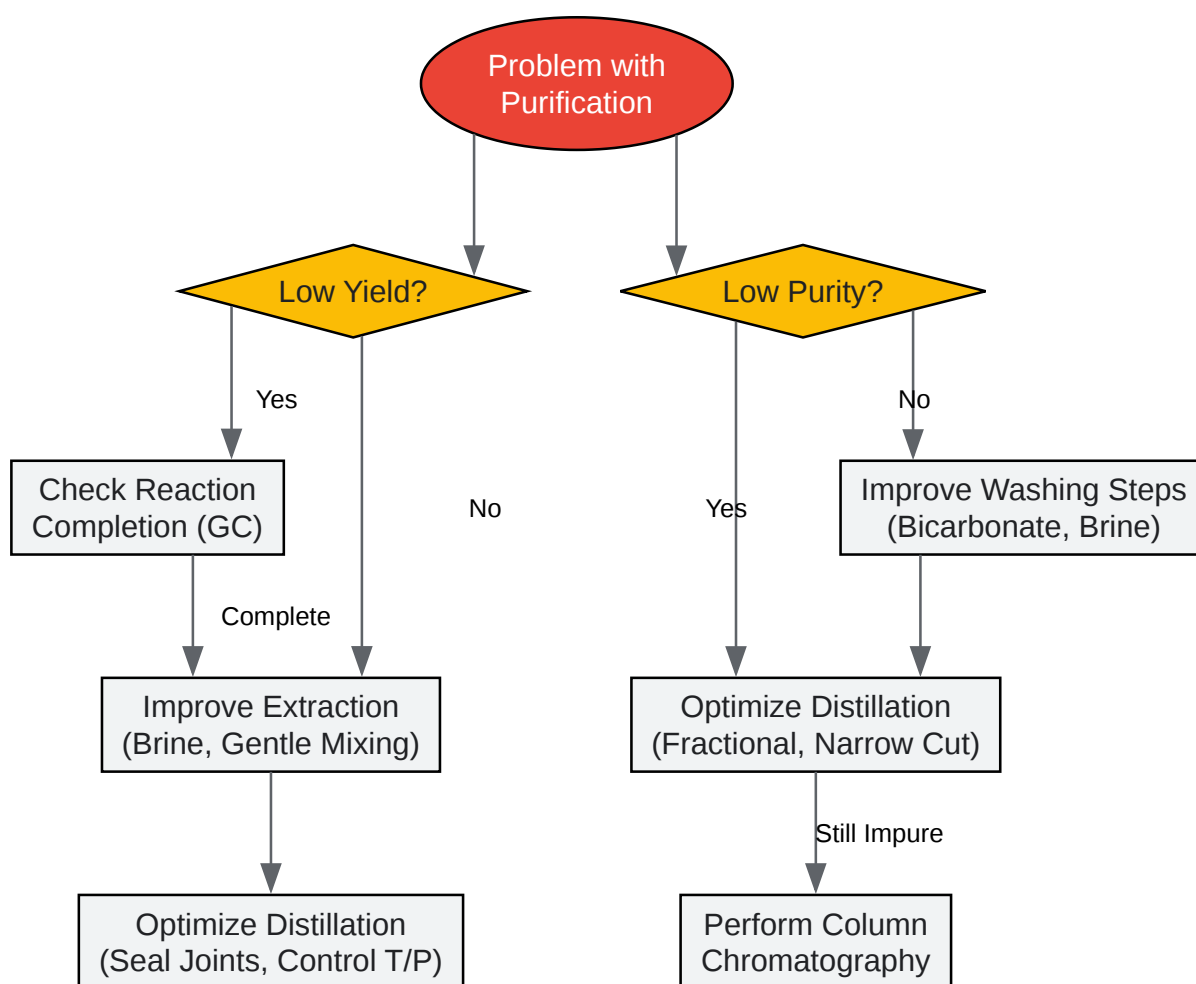 Problem with
Purification
Low Yield?
Low Purity?
Yes
No
Check Reaction
Completion (GC)
No
Yes
Improve Washing Steps
(Bicarbonate, Brine)
Complete
Improve Extraction
(Brine, Gentle Mixing)
Optimize Distillation
(Fractional, Narrow Cut)
Still Impure
Optimize Distillation
(Seal Joints, Control T/P)
Perform Column
Chromatography